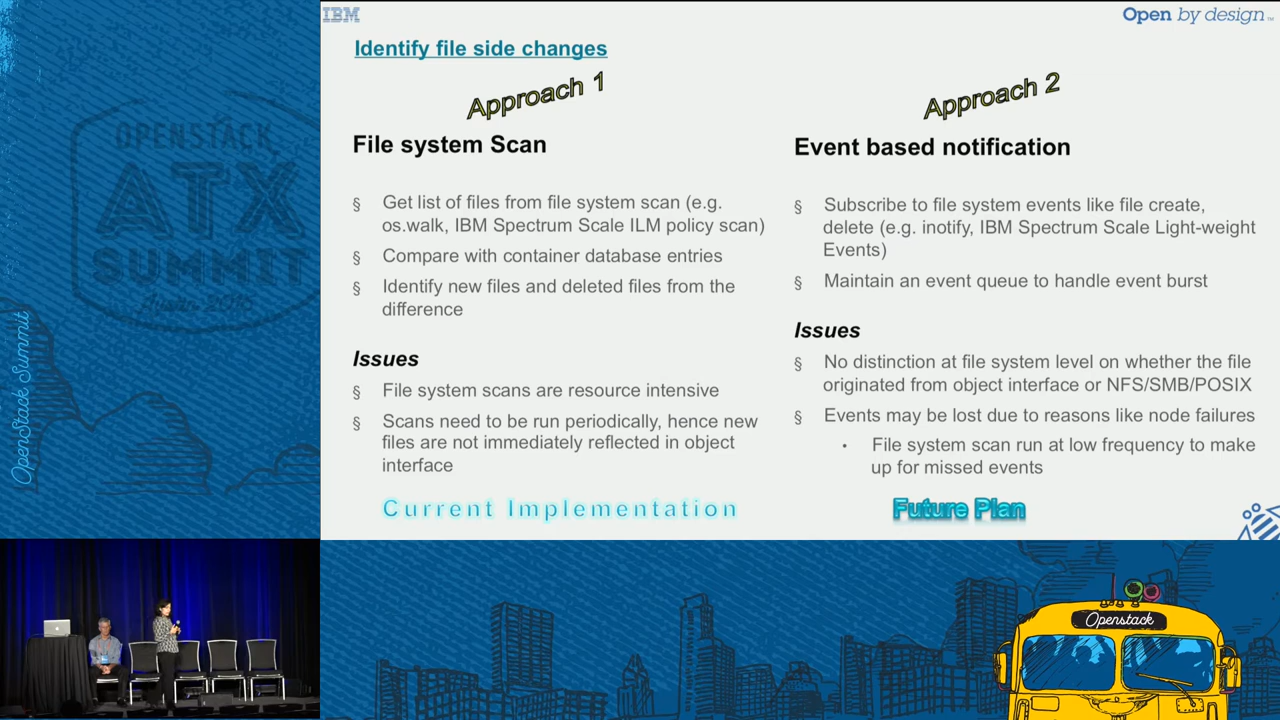 IBM
Open by design™
Identify file side changes
Approach 1
File system Scan
§ Get list of files from file system scan (e.g.
os.walk, IBM Spectrum Scale ILM policy scan)
§ Compare with container database entries
§ Identify new files and deleted files from the
difference
Issues
§ File system scans are resource intensive
§ Scans need to be run periodically, hence new
files are not immediately reflected in object
interface
Current Implementation
Approach 2
Event based notification
§ Subscribe to file system events like file create,
delete (e.g. inotify, IBM Spectrum Scale Light-weight
Events)
§ Maintain an event queue to handle event burst
Issues
§ No distinction at file system level on whether the file
originated from object interface or NFS/SMB/POSIX
§ Events may be lost due to reasons like node failures
• File system scan run at low frequency to make
up for missed events
Future Plan
OPENSTACK
ATX
SUMMIT
Austin 2016
OpenStack Summit
Openstack